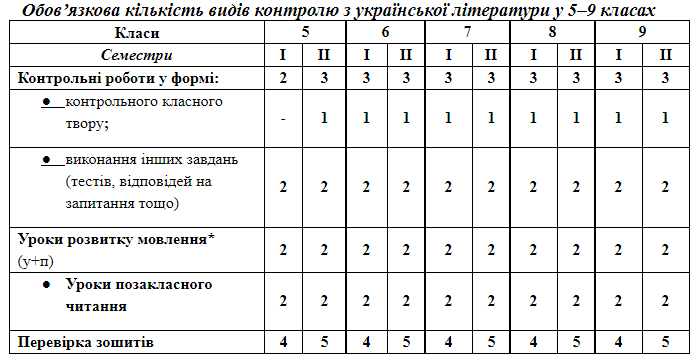 Обов’язкова кількість видів контролю з української літератури у 5–9 класах
Класи 5 6 7 8 9
Семестри І ІІ І ІІ І ІІ І ІІ І ІІ
Контрольні роботи у формі: 2 3 3 3 3 3 3 3 3 3
● контрольного класного
твору; - 1 1 1 1 1 1 1 1 1
● виконання інших завдань
(тестів, відповідей на
запитання тощо) 2 2 2 2 2 2 2 2 2 2
Уроки розвитку мовлення*
(у+п) 2 2 2 2 2 2 2 2 2 2
● Уроки позакласного
читання 2 2 2 2 2 2 2 2 2 2
Перевірка зошитів 4 5 4 5 4 5 4 5 4 5